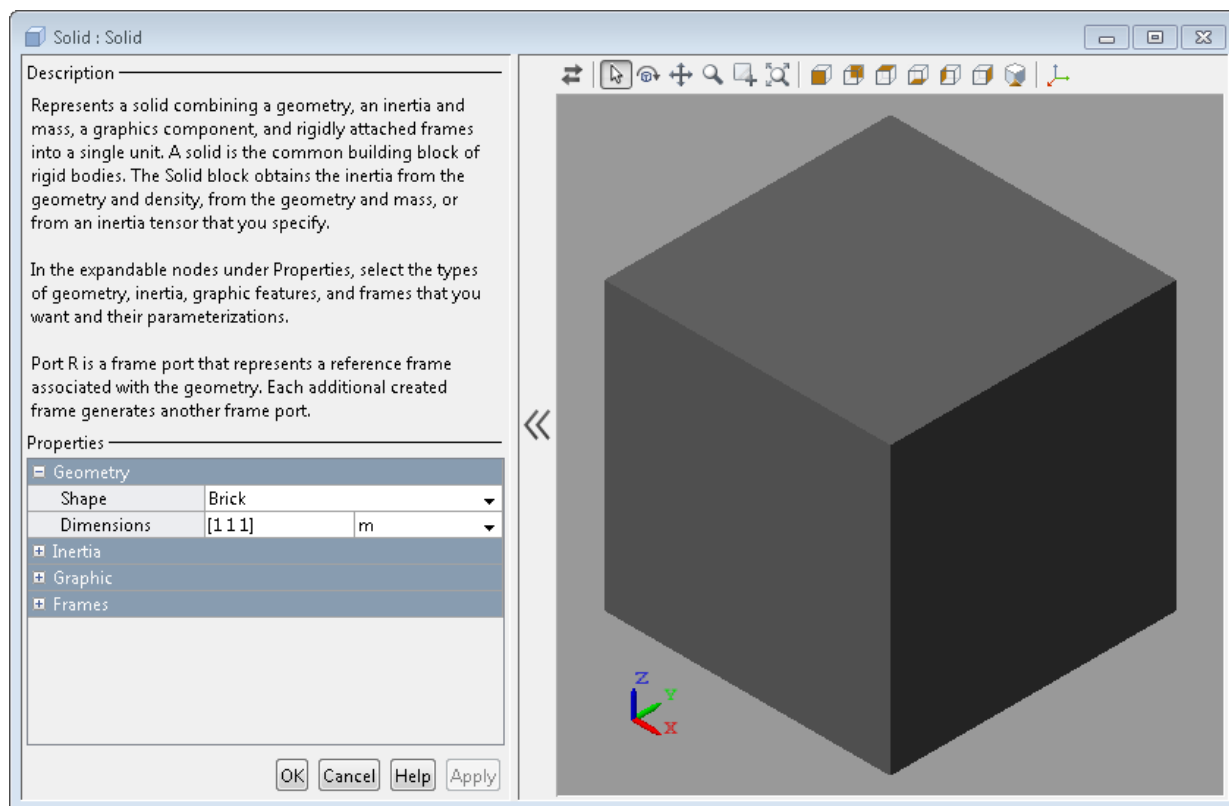 Solid : Solid
Description
Represents a solid combining a geometry, an inertia and
mass, a graphics component, and rigidly attached frames
into a single unit. A solid is the common building block of
rigid bodies. The Solid block obtains the inertia from the
geometry and density, from the geometry and mass, or
from an inertia tensor that you specify.
In the expandable nodes under Properties, select the types
of geometry, inertia, graphic features, and frames that you
want and their parameterizations.
Port R is a frame port that represents a reference frame
associated with the geometry. Each additional created
frame generates another frame port.
Properties
Geometry
Shape Brick
Dimensions [1 1 1] m
Inertia
Graphic
Frames
OK Cancel Help Apply
Z
Y
X